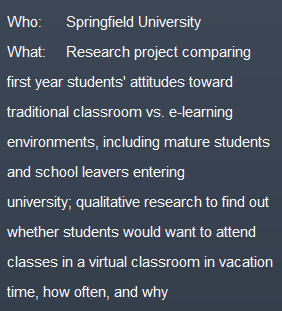 Who: Springfield University
What: Research project comparing
first year students' attitudes toward
traditional classroom vs. e-learning
environments, including mature students
and school leavers entering
university; qualitative research to find out
whether students would want to attend
classes in a virtual classroom in vacation
time, how often, and why